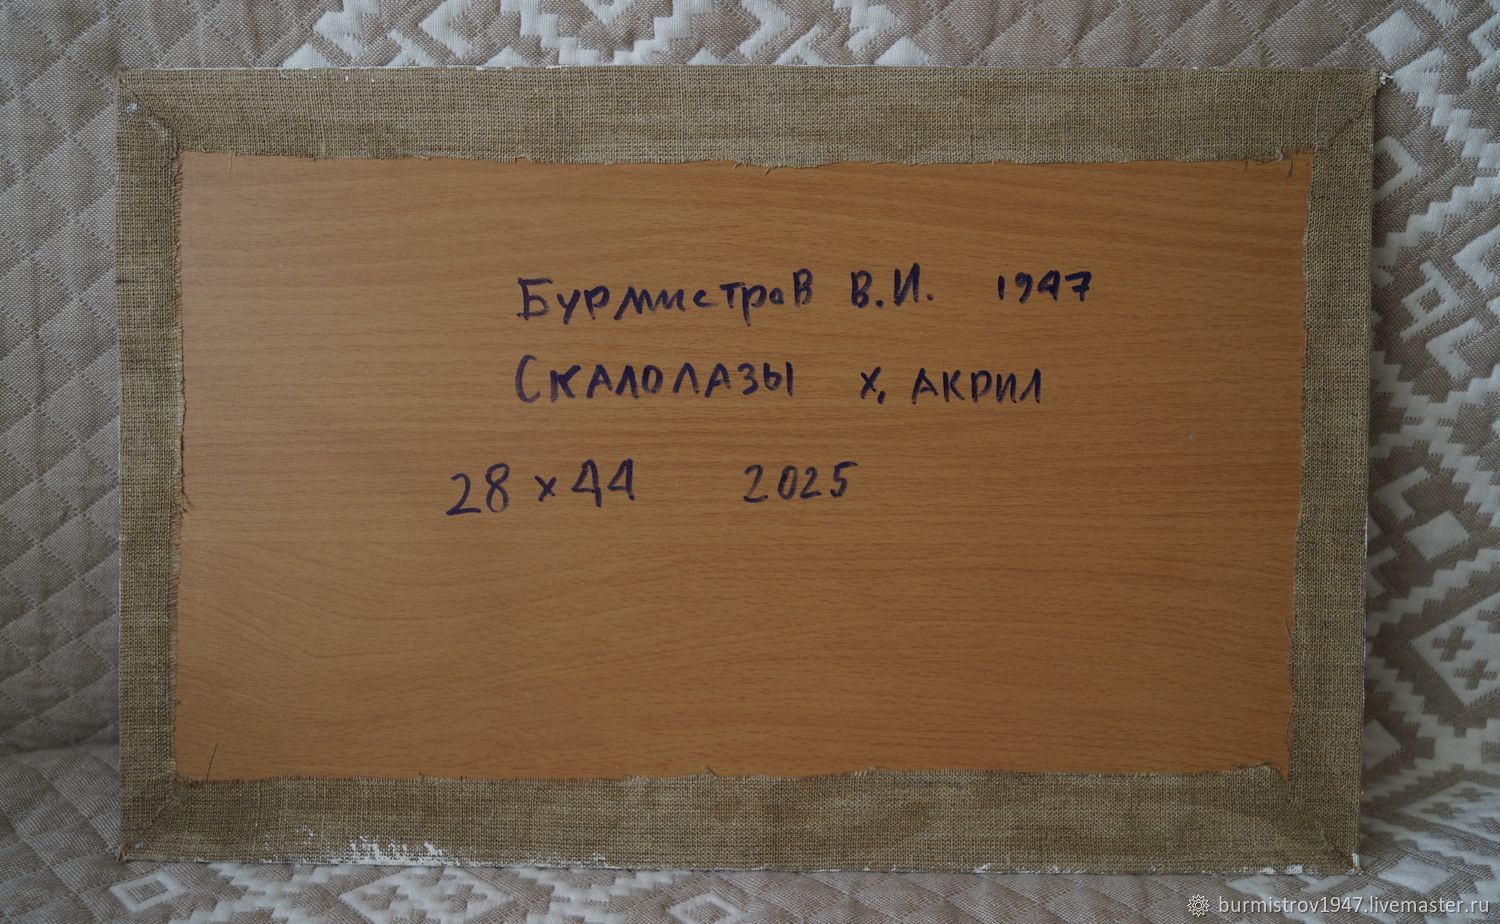 Бурмистров В.И. 1947
Скалолазы х, акрил
28 х 44 2025
burmistrov1947.livemaster.ru